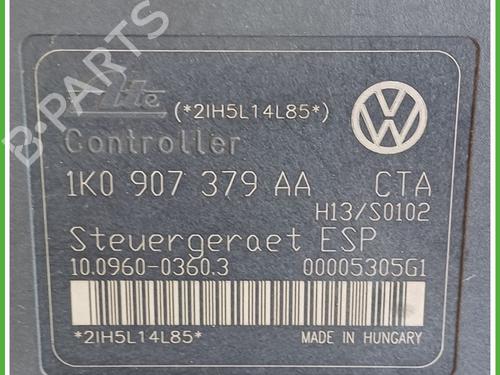 Ate (*2IH5L14L85*)
Controller
1K0 907 379 AA CTA
H13/S0102
Steuergeraet ESP
10.0960-0360.3 00005305G1
*2IH5L14L85*
MADE IN HUNGARY
B-PARTS